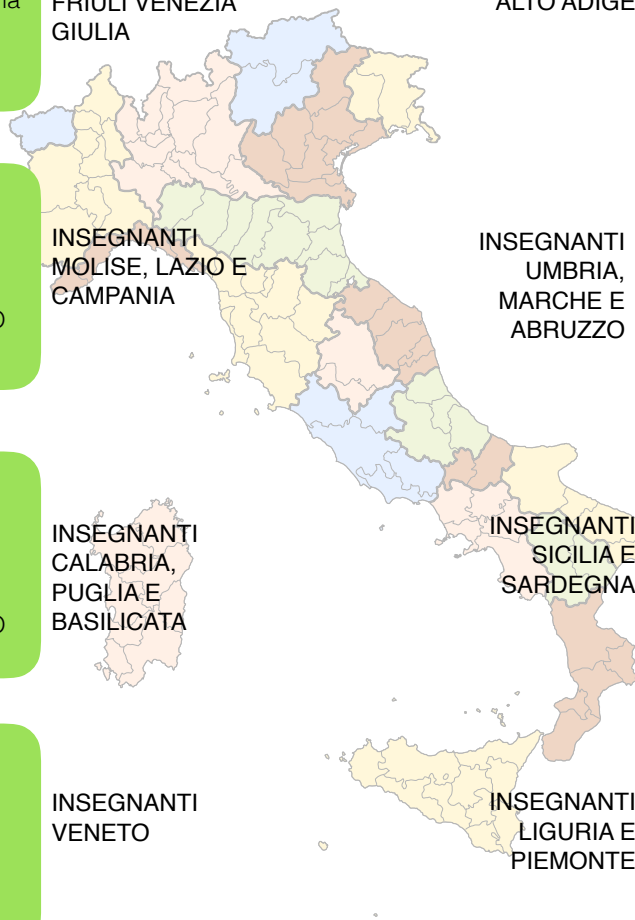 na
FRIULI VENEZIA
GIULIA
ALTO ADIGE
INSEGNANTI
MOLISE, LAZIO E
CAMPANIA
INSEGNANTI
UMBRIA,
MARCHE E
ABRUZZO
INSEGNANTI
CALABRIA,
PUGLIA E
BASILICATA
INSEGNANTI
SICILIA E
SARDEGNA
INSEGNANTI
VENETO
INSEGNANTI
LIGURIA E
PIEMONTE